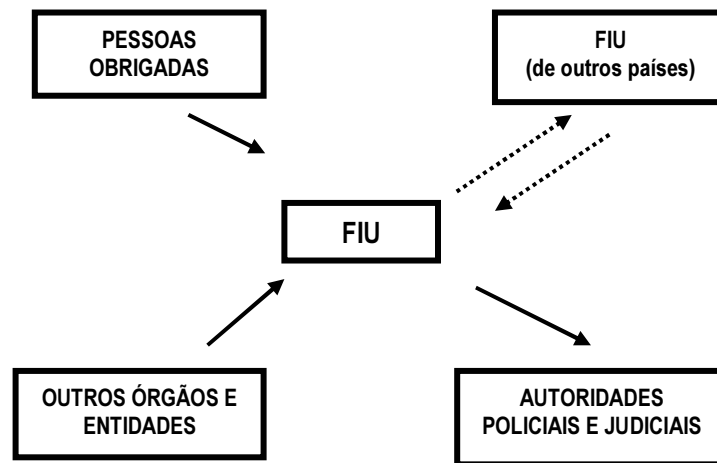 PESSOAS
OBRIGADAS
FIU
(de outros países)
FIU
OUTROS ÓRGÃOS E
ENTIDADES
AUTORIDADES
POLICIAIS E JUDICIAIS